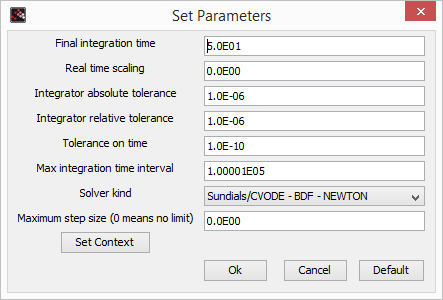 Set Parameters
Final integration time 5.0E01
Real time scaling 0.0E00
Integrator absolute tolerance 1.0E-06
Integrator relative tolerance 1.0E-06
Tolerance on time 1.0E-10
Max integration time interval 1.00001E05
Solver kind Sundials/CVODE - BDF - NEWTON
Maximum step size (0 means no limit) 0.0E00
Set Context
Ok Cancel Default